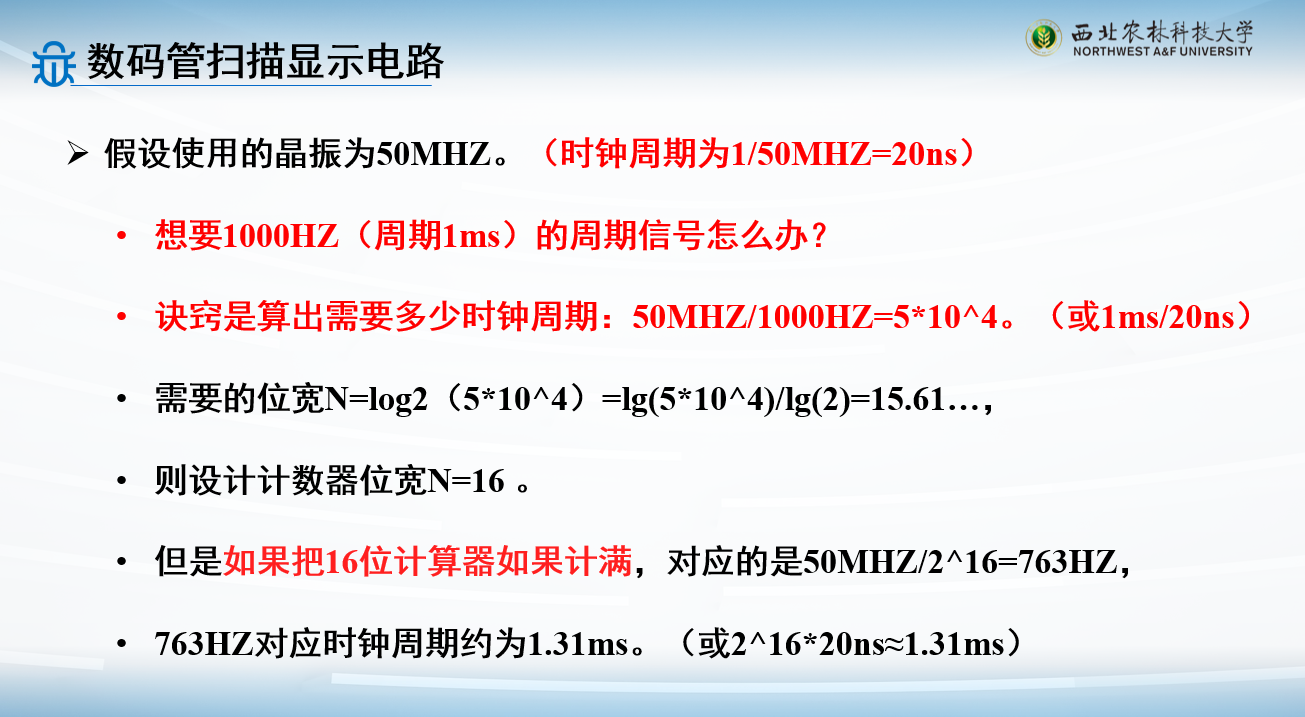 数码管扫描显示电路
西北农林科技大学
NORTHWEST A&F UNIVERSITY
➢ 假设使用的晶振为50MHZ。（时钟周期为1/50MHZ=20ns）
• 想要1000HZ（周期1ms）的周期信号怎么办？
• 诀窍是算出需要多少时钟周期：50MHZ/1000HZ=5*10^4。（或1ms/20ns）
• 需要的位宽N=log2（5*10^4）=lg(5*10^4)/lg(2)=15.61…，
• 则设计计数器位宽N=16 。
• 但是如果把16位计算器如果计满，对应的是50MHZ/2^16=763HZ，
• 763HZ对应时钟周期约为1.31ms。（或2^16*20ns≈1.31ms）